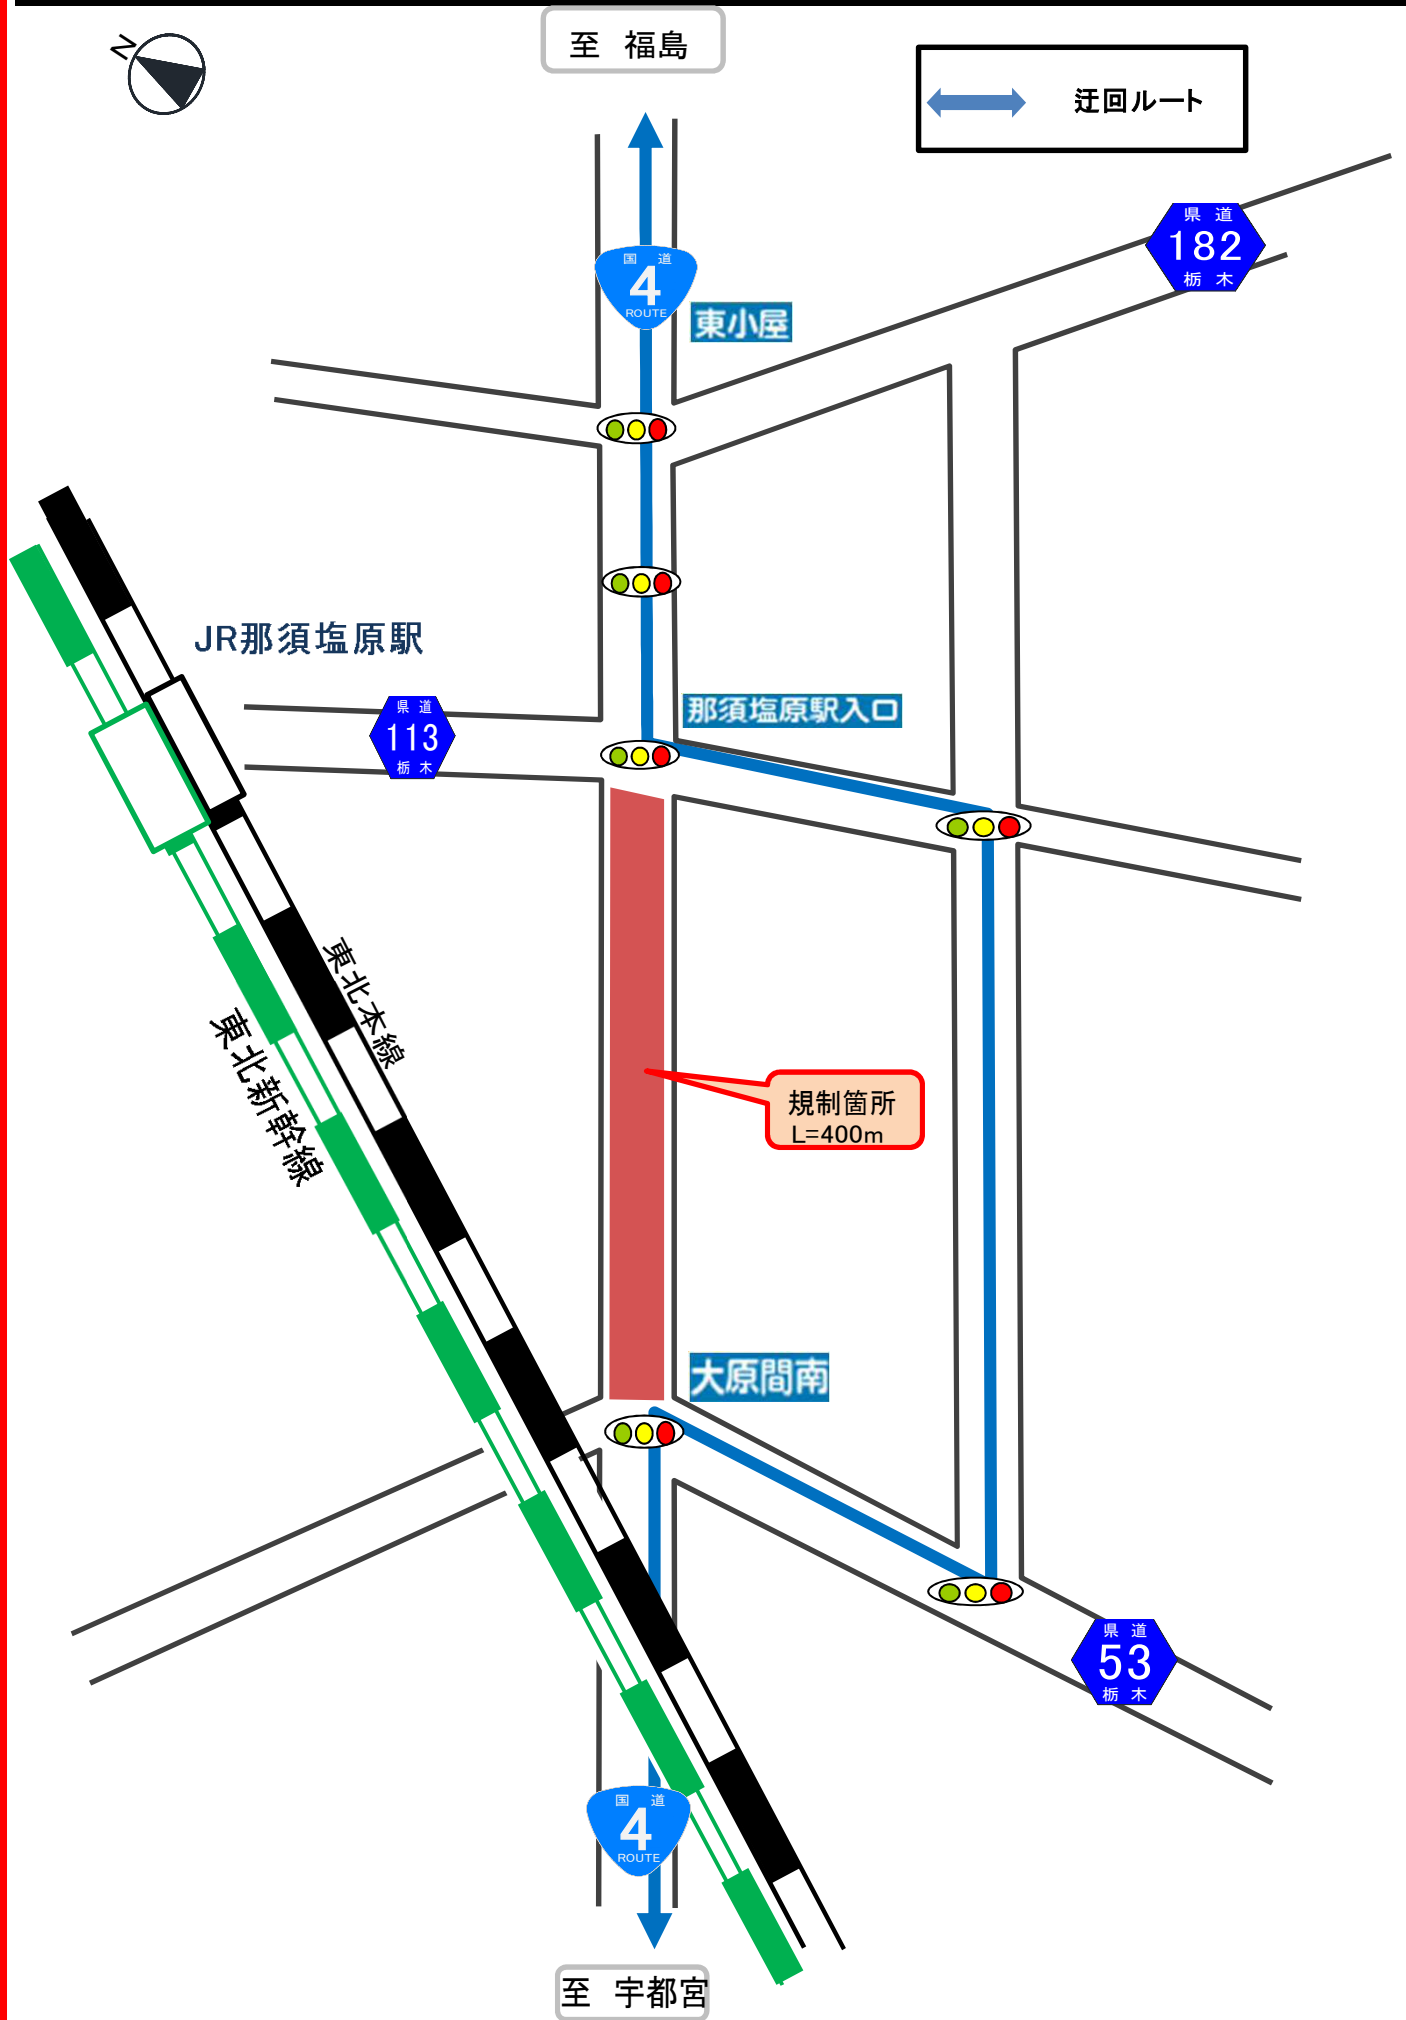 至 福島
N
迂回ルート
県道
182
栃木
国道
4
ROUTE
東小屋
JR那須塩原駅
県道
113
栃木
那須塩原駅入口
東北本線
東北新幹線
規制箇所
L=400m
大原間南
県道
53
栃木
国道
4
ROUTE
至 宇都宮